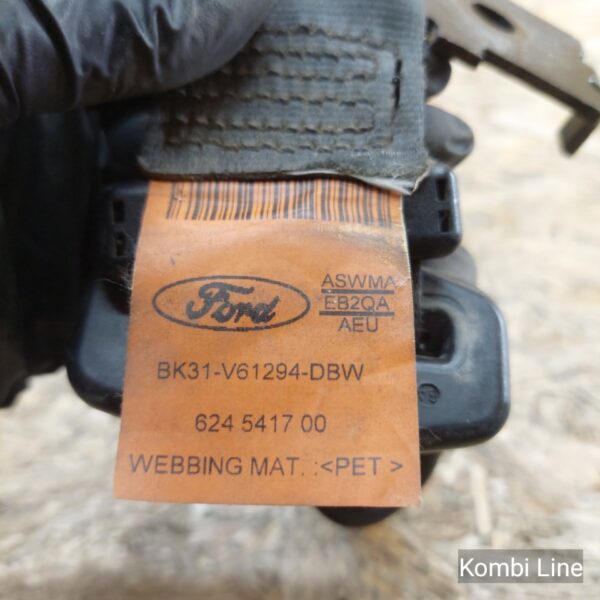 Ford
ASWMA
EB2QA
AEU
BK31-V61294-DBW
624 5417 00
WEBBING MAT. :<PET >
Kombi Line